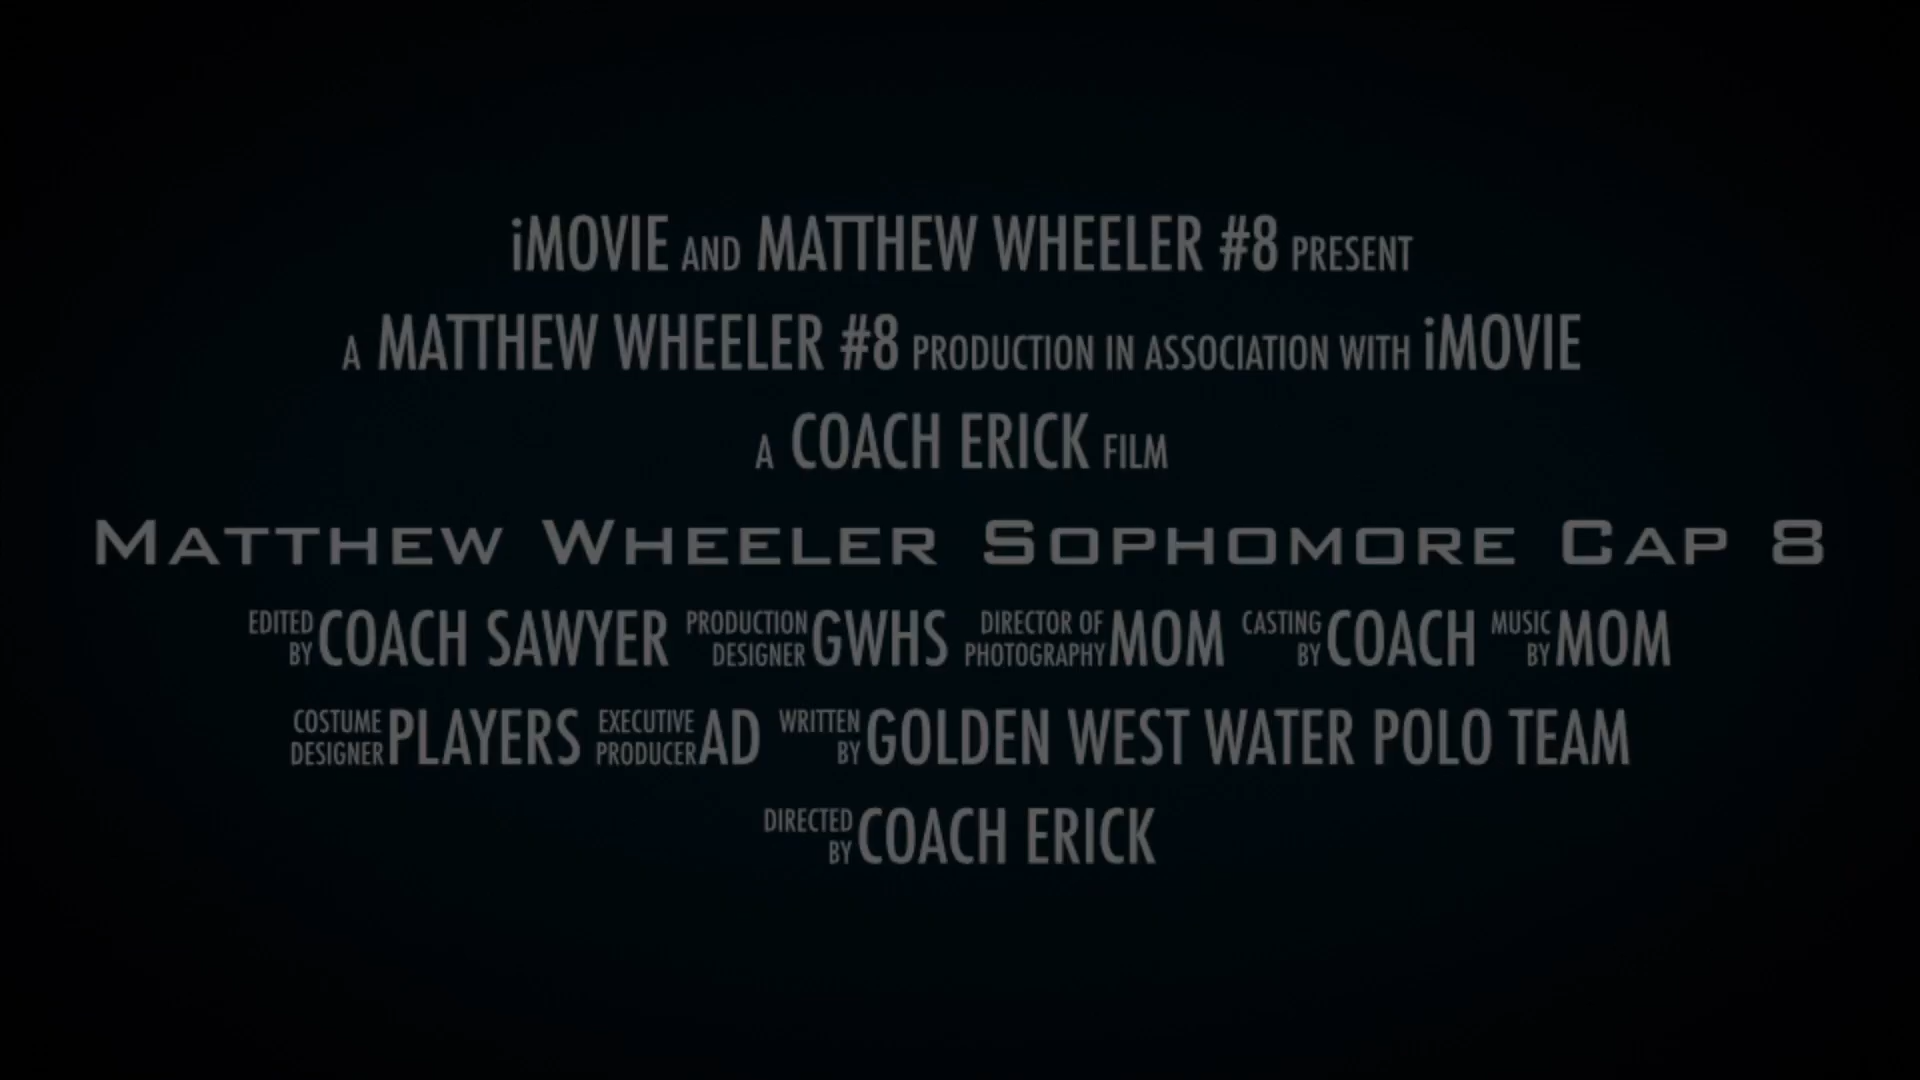 iMOVIE AND MATTHEW WHEELER #8 PRESENT
A MATTHEW WHEELER #8 PRODUCTION IN ASSOCIATION WITH iMOVIE
A COACH ERICK FILM
MATTHEW WHEELER SOPHOMORE CAP 8
EDITED BY COACH SAWYER PRODUCTION DESIGNER GWHS DIRECTOR OF PHOTOGRAPHY MOM CASTING BY COACH MUSIC BY MOM
COSTUME DESIGNER PLAYERS EXECUTIVE PRODUCER AD WRITTEN BY GOLDEN WEST WATER POLO TEAM
DIRECTED BY COACH ERICK